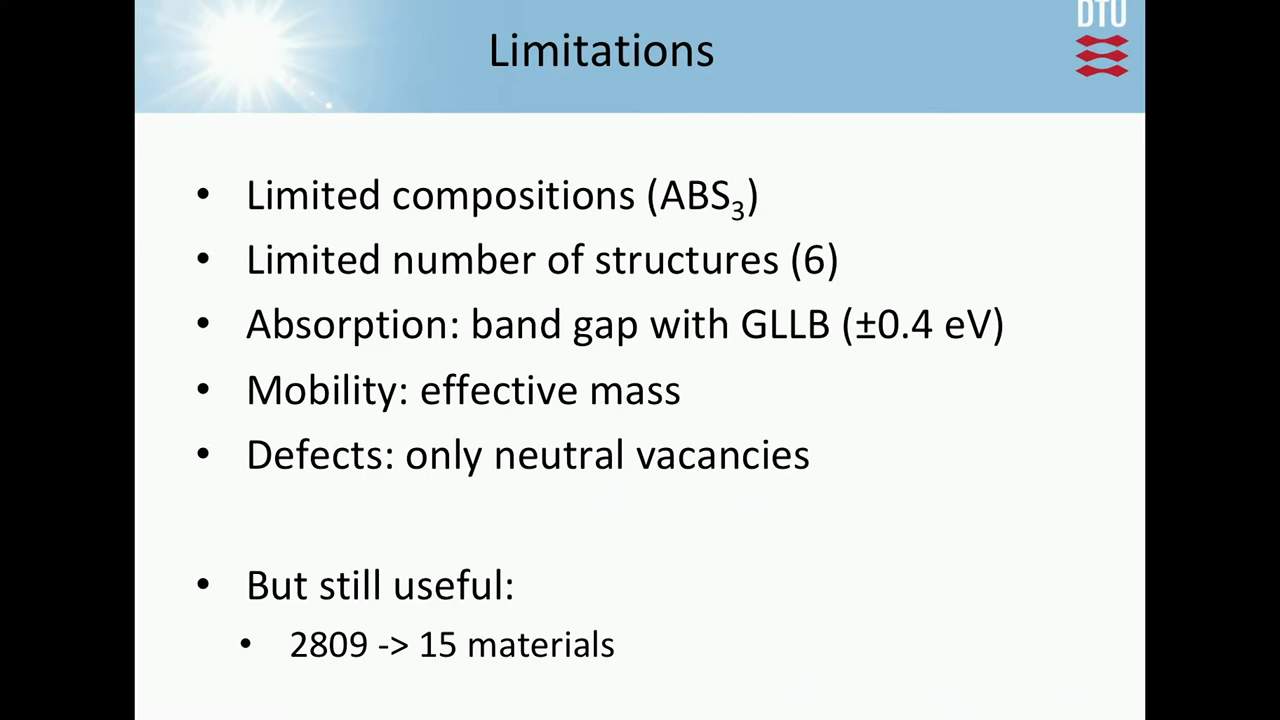 DTU
Limitations
• Limited compositions (ABS₃)
• Limited number of structures (6)
• Absorption: band gap with GLLB (±0.4 eV)
• Mobility: effective mass
• Defects: only neutral vacancies
• But still useful:
• 2809 -> 15 materials